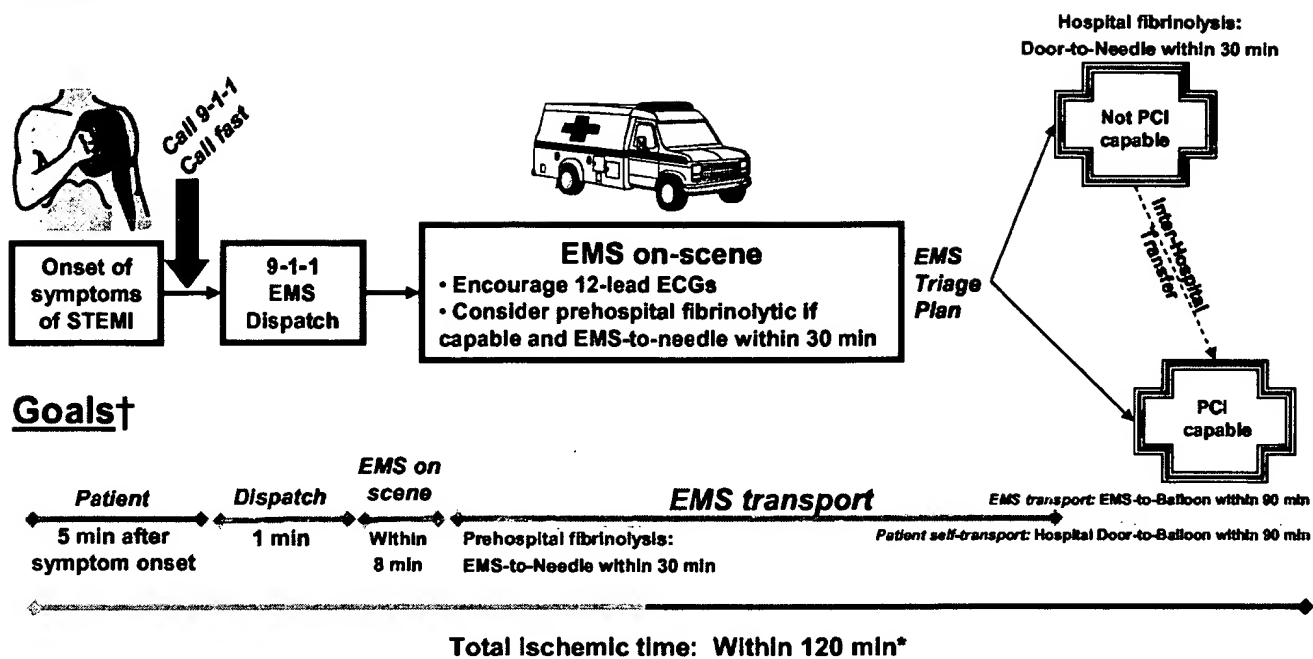 Hospital fibrinolysis:
Door-to-Needle within 30 min
Not PCI
capable
Call 9-1-1
Call fast
Inter-Hospital
Transfer
Onset of
symptoms
of STEMI
9-1-1
EMS
Dispatch
EMS on-scene
• Encourage 12-lead ECGs
• Consider prehospital fibrinolytic if
capable and EMS-to-needle within 30 min
EMS
Triage
Plan
PCI
capable
Goals†
Patient
5 min after
symptom onset
Dispatch
1 min
EMS on
scene
Within
8 min
EMS transport
Prehospital fibrinolysis:
EMS-to-Needle within 30 min
EMS transport: EMS-to-Balloon within 90 min
Patient self-transport: Hospital Door-to-Balloon within 90 min
Total ischemic time: Within 120 min*